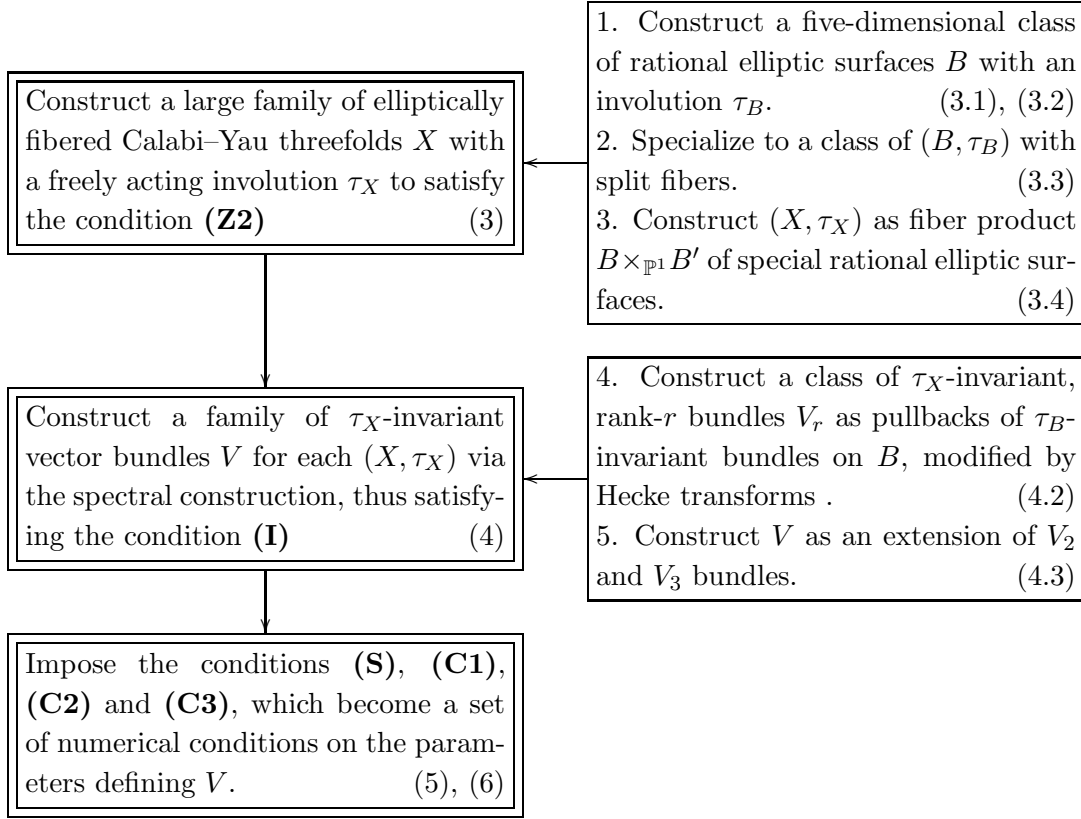 Construct a large family of elliptically
fibered Calabi–Yau threefolds X with
a freely acting involution τ_X to satisfy
the condition (Z2) (3)
1. Construct a five-dimensional class
of rational elliptic surfaces B with an
involution τ_B. (3.1), (3.2)
2. Specialize to a class of (B, τ_B) with
split fibers. (3.3)
3. Construct (X, τ_X) as fiber product
B×_{ℙ^1}B′ of special rational elliptic sur-
faces. (3.4)
Construct a family of τ_X-invariant
vector bundles V for each (X, τ_X) via
the spectral construction, thus satisfy-
ing the condition (I) (4)
4. Construct a class of τ_X-invariant,
rank-r bundles V_r as pullbacks of τ_B-
invariant bundles on B, modified by
Hecke transforms . (4.2)
5. Construct V as an extension of V_2
and V_3 bundles. (4.3)
Impose the conditions (S), (C1),
(C2) and (C3), which become a set
of numerical conditions on the param-
eters defining V. (5), (6)